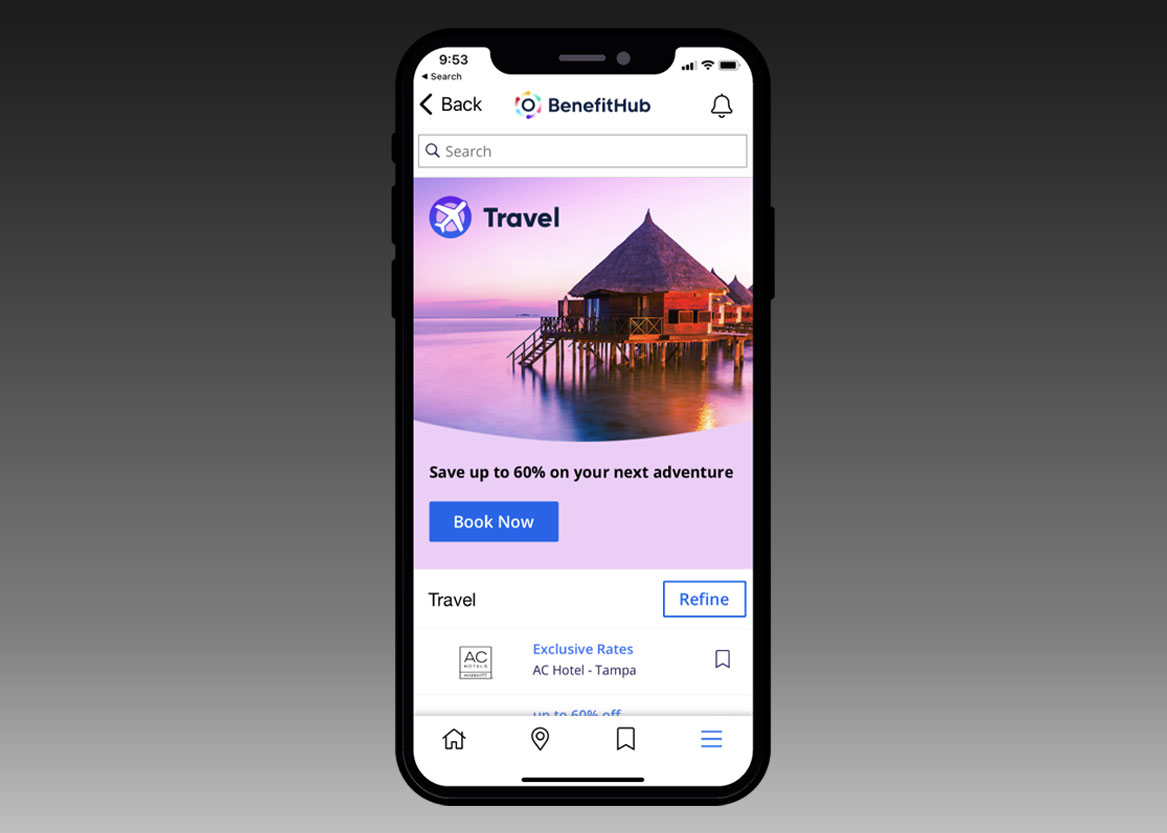 9:53
Search
Back
BenefitHub
Search
Travel
Save up to 60% on your next adventure
Book Now
Travel
Refine
AC
HOTELS
MARRIOTT
Exclusive Rates
AC Hotel - Tampa
up to 60% off